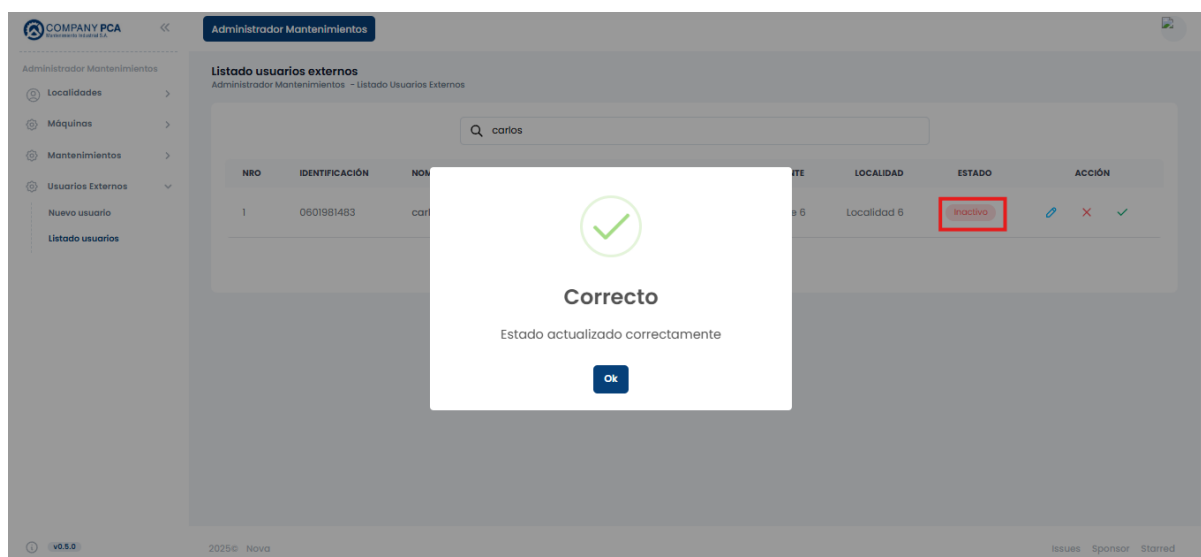 COMPANY PCA
Administrador Mantenimientos
Administrador Mantenimientos
Localidades
Máquinas
Mantenimientos
Usuarios Externos
Nuevo usuario
Listado usuarios
Listado usuarios externos
Administrador Mantenimientos - Listado Usuarios Externos
carlos
NRO IDENTIFICACIÓN NOM TE LOCALIDAD ESTADO ACCIÓN
1 0601981483 carl e 6 Localidad 6 Inactivo
Correcto
Estado actualizado correctamente
Ok
v0.5.0
2025© Nova
Issues Sponsor Starred